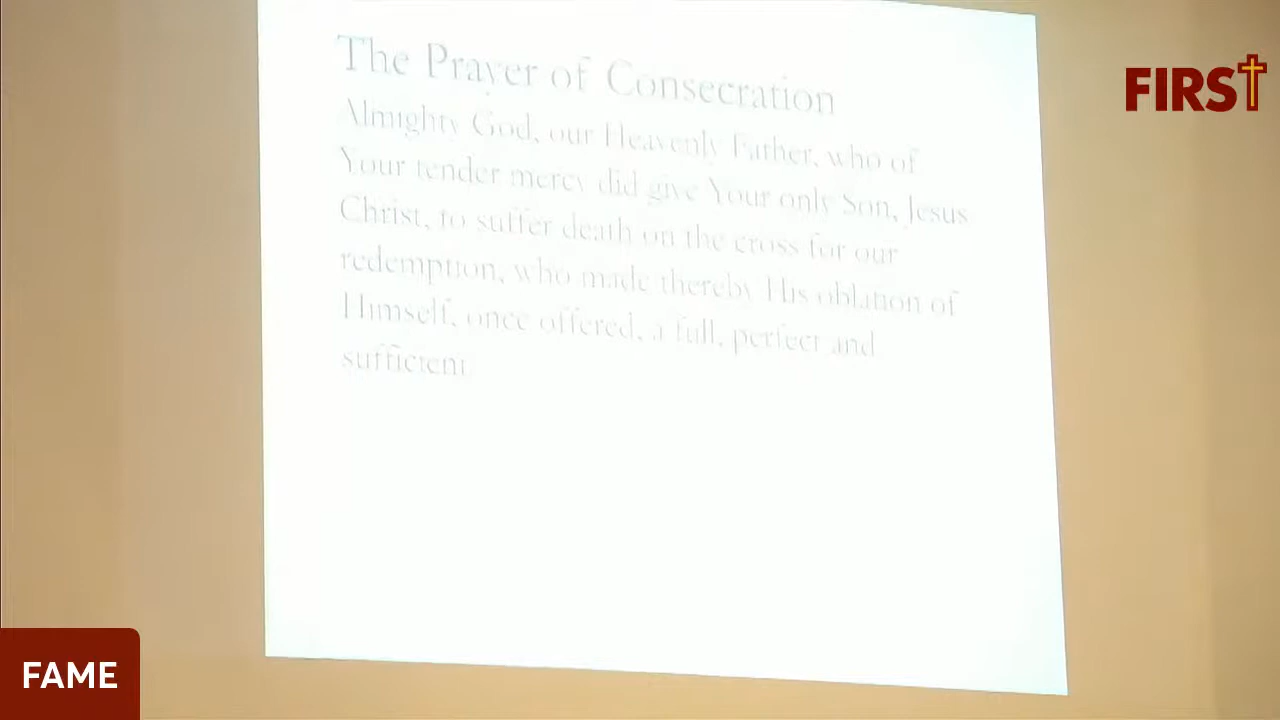 The Prayer of Consecration
Almighty God, our Heavenly Father, who of
Your tender mercy did give Your only Son, Jesus
Christ, to suffer death on the cross for our
redemption, who made thereby His oblation of
Himself, once offered, a full, perfect and
sufficient
FIRST
FAME